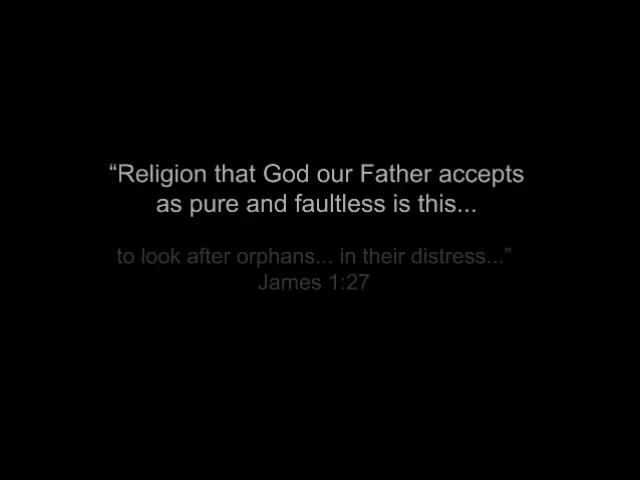 “Religion that God our Father accepts
as pure and faultless is this...
to look after orphans... in their distress...”
James 1:27